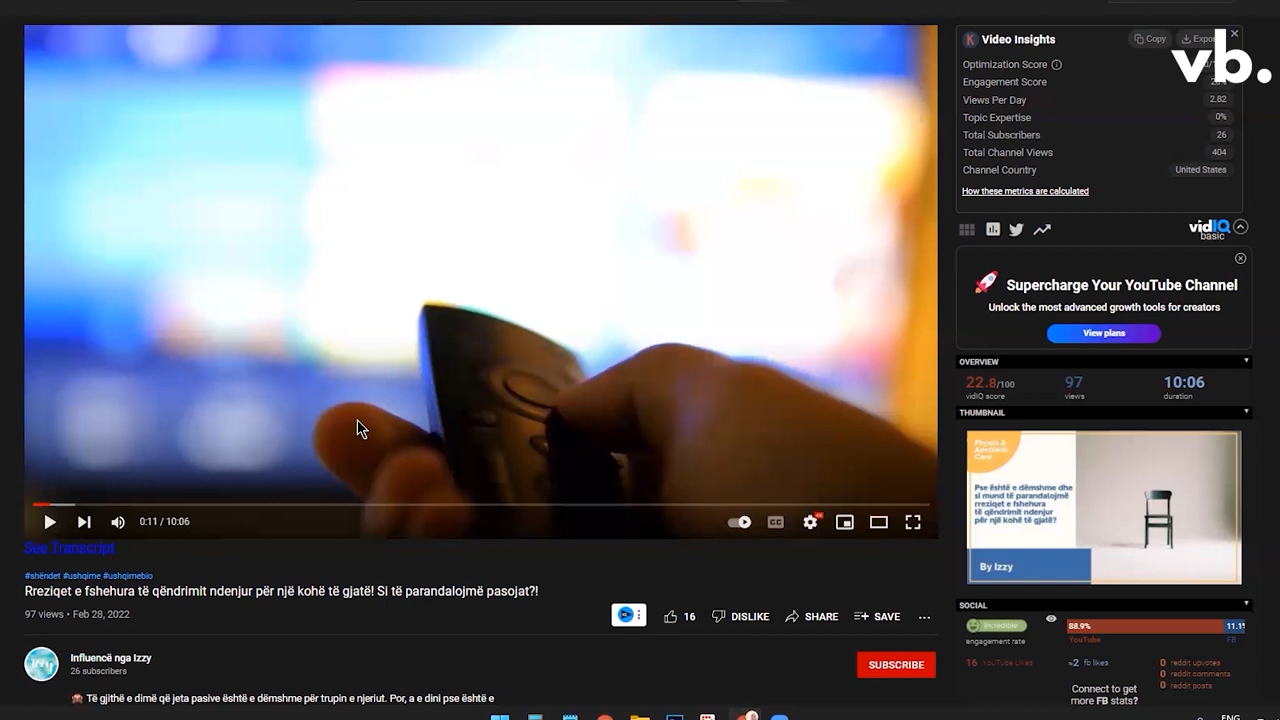 vb.
0:11 / 10:06
CC
See Transcript
#shëndet #ushqime #ushqimebio
Rreziqet e fshehura të qëndrimit ndenjur për një kohë të gjatë! Si të parandalojmë pasojat?!
97 views • Feb 28, 2022
16
DISLIKE
SHARE
SAVE
Influencë nga Izzy
26 subscribers
SUBSCRIBE
Të gjithë e dimë që jeta pasive është e dëmshme për trupin e njeriut. Por, a e dini pse është e
Video Insights
Copy
Optimization Score
Engagement Score
Views Per Day 2.82
Topic Expertise 0%
Total Subscribers 26
Total Channel Views 404
Channel Country United States
How these metrics are calculated
vidIQ
basic
Supercharge Your YouTube Channel
Unlock the most advanced growth tools for creators
View plans
OVERVIEW
22.8/100 97 10:06
vidIQ score views duration
THUMBNAIL
Physio &
Aesthetic
Care
Pse është e dëmshme dhe
si mund të parandalojmë
rreziqet e fshehura
të qëndrimit ndenjur
për një kohë të gjatë?
By Izzy
SOCIAL
Incredible
engagement rate
88.9%
YouTube FB
16 YouTube Likes
≈2 fb likes
0 reddit upvotes
0 reddit comments
0 reddit posts
Connect to get
more FB stats?
ENG